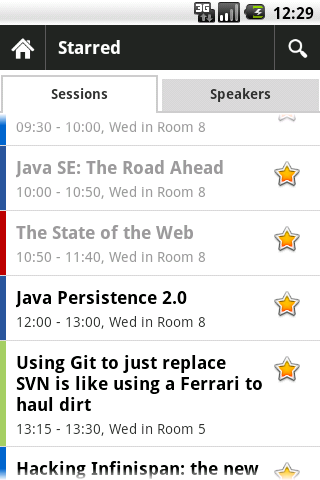 3G
12:29
Starred
Sessions
Speakers
09:30 - 10:00, Wed in Room 8
Java SE: The Road Ahead
10:00 - 10:50, Wed in Room 8
The State of the Web
10:50 - 11:40, Wed in Room 8
Java Persistence 2.0
12:00 - 13:00, Wed in Room 8
Using Git to just replace
SVN is like using a Ferrari to
haul dirt
13:15 - 13:30, Wed in Room 5
Hacking Infinispan: the new